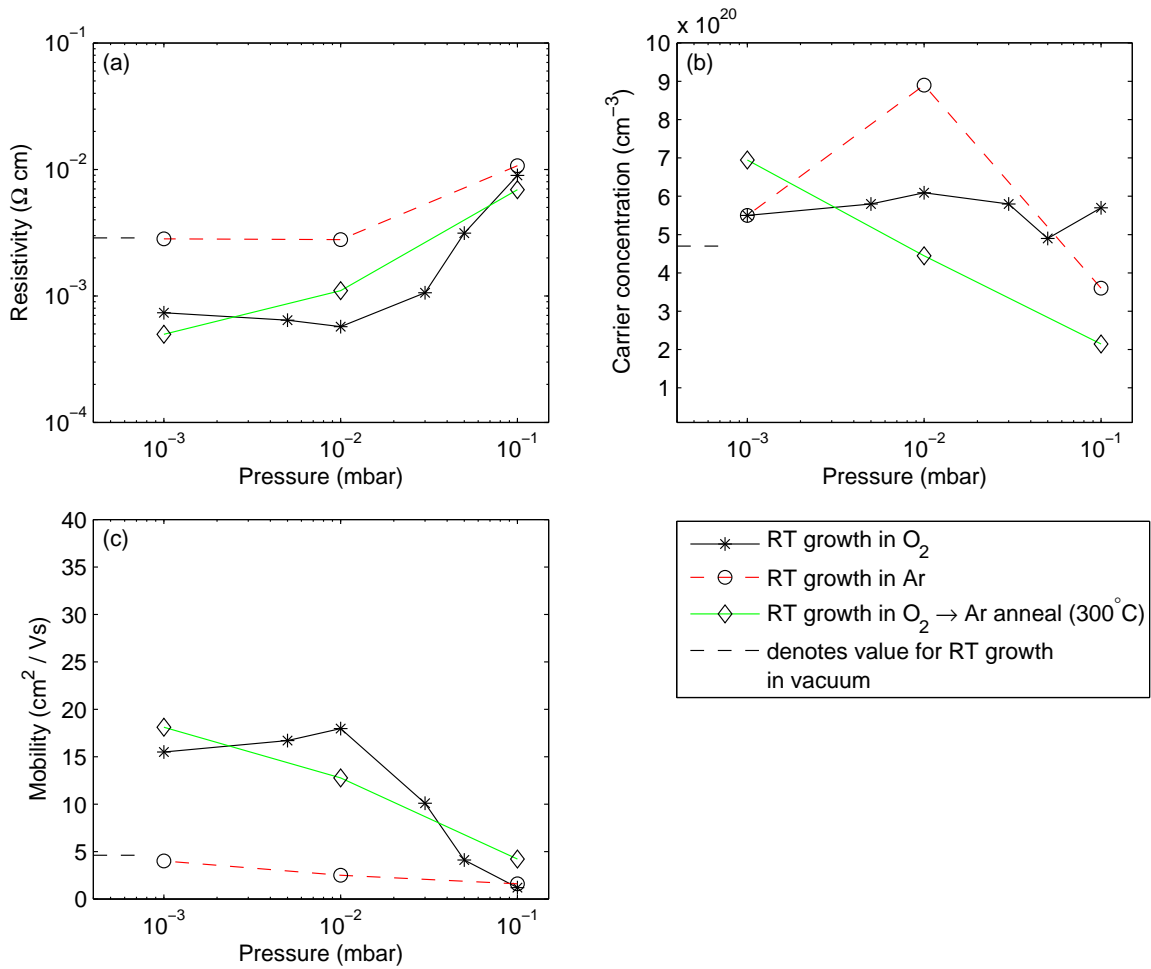 (a)
10⁻¹
10⁻²
10⁻³
10⁻⁴
Resistivity (Ω cm)
10⁻³ 10⁻² 10⁻¹
Pressure (mbar)
x 10²⁰
(b)
10
9
8
7
6
5
4
3
2
1
Carrier concentration (cm⁻³)
10⁻³ 10⁻² 10⁻¹
Pressure (mbar)
(c)
40
35
30
25
20
15
10
5
0
Mobility (cm² / Vs)
10⁻³ 10⁻² 10⁻¹
Pressure (mbar)
RT growth in O₂
RT growth in Ar
RT growth in O₂ → Ar anneal (300°C)
denotes value for RT growth
in vacuum